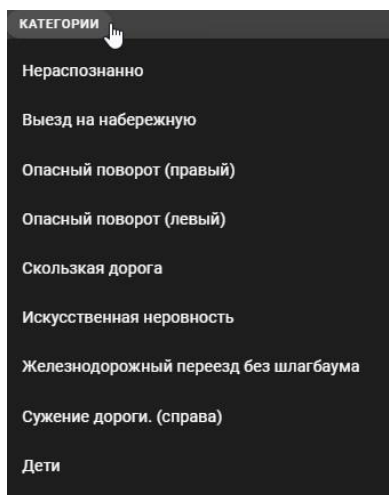 КАТЕГОРИИ
Нераспознанно
Выезд на набережную
Опасный поворот (правый)
Опасный поворот (левый)
Скользкая дорога
Искусственная неровность
Железнодорожный переезд без шлагбаума
Сужение дороги. (справа)
Дети